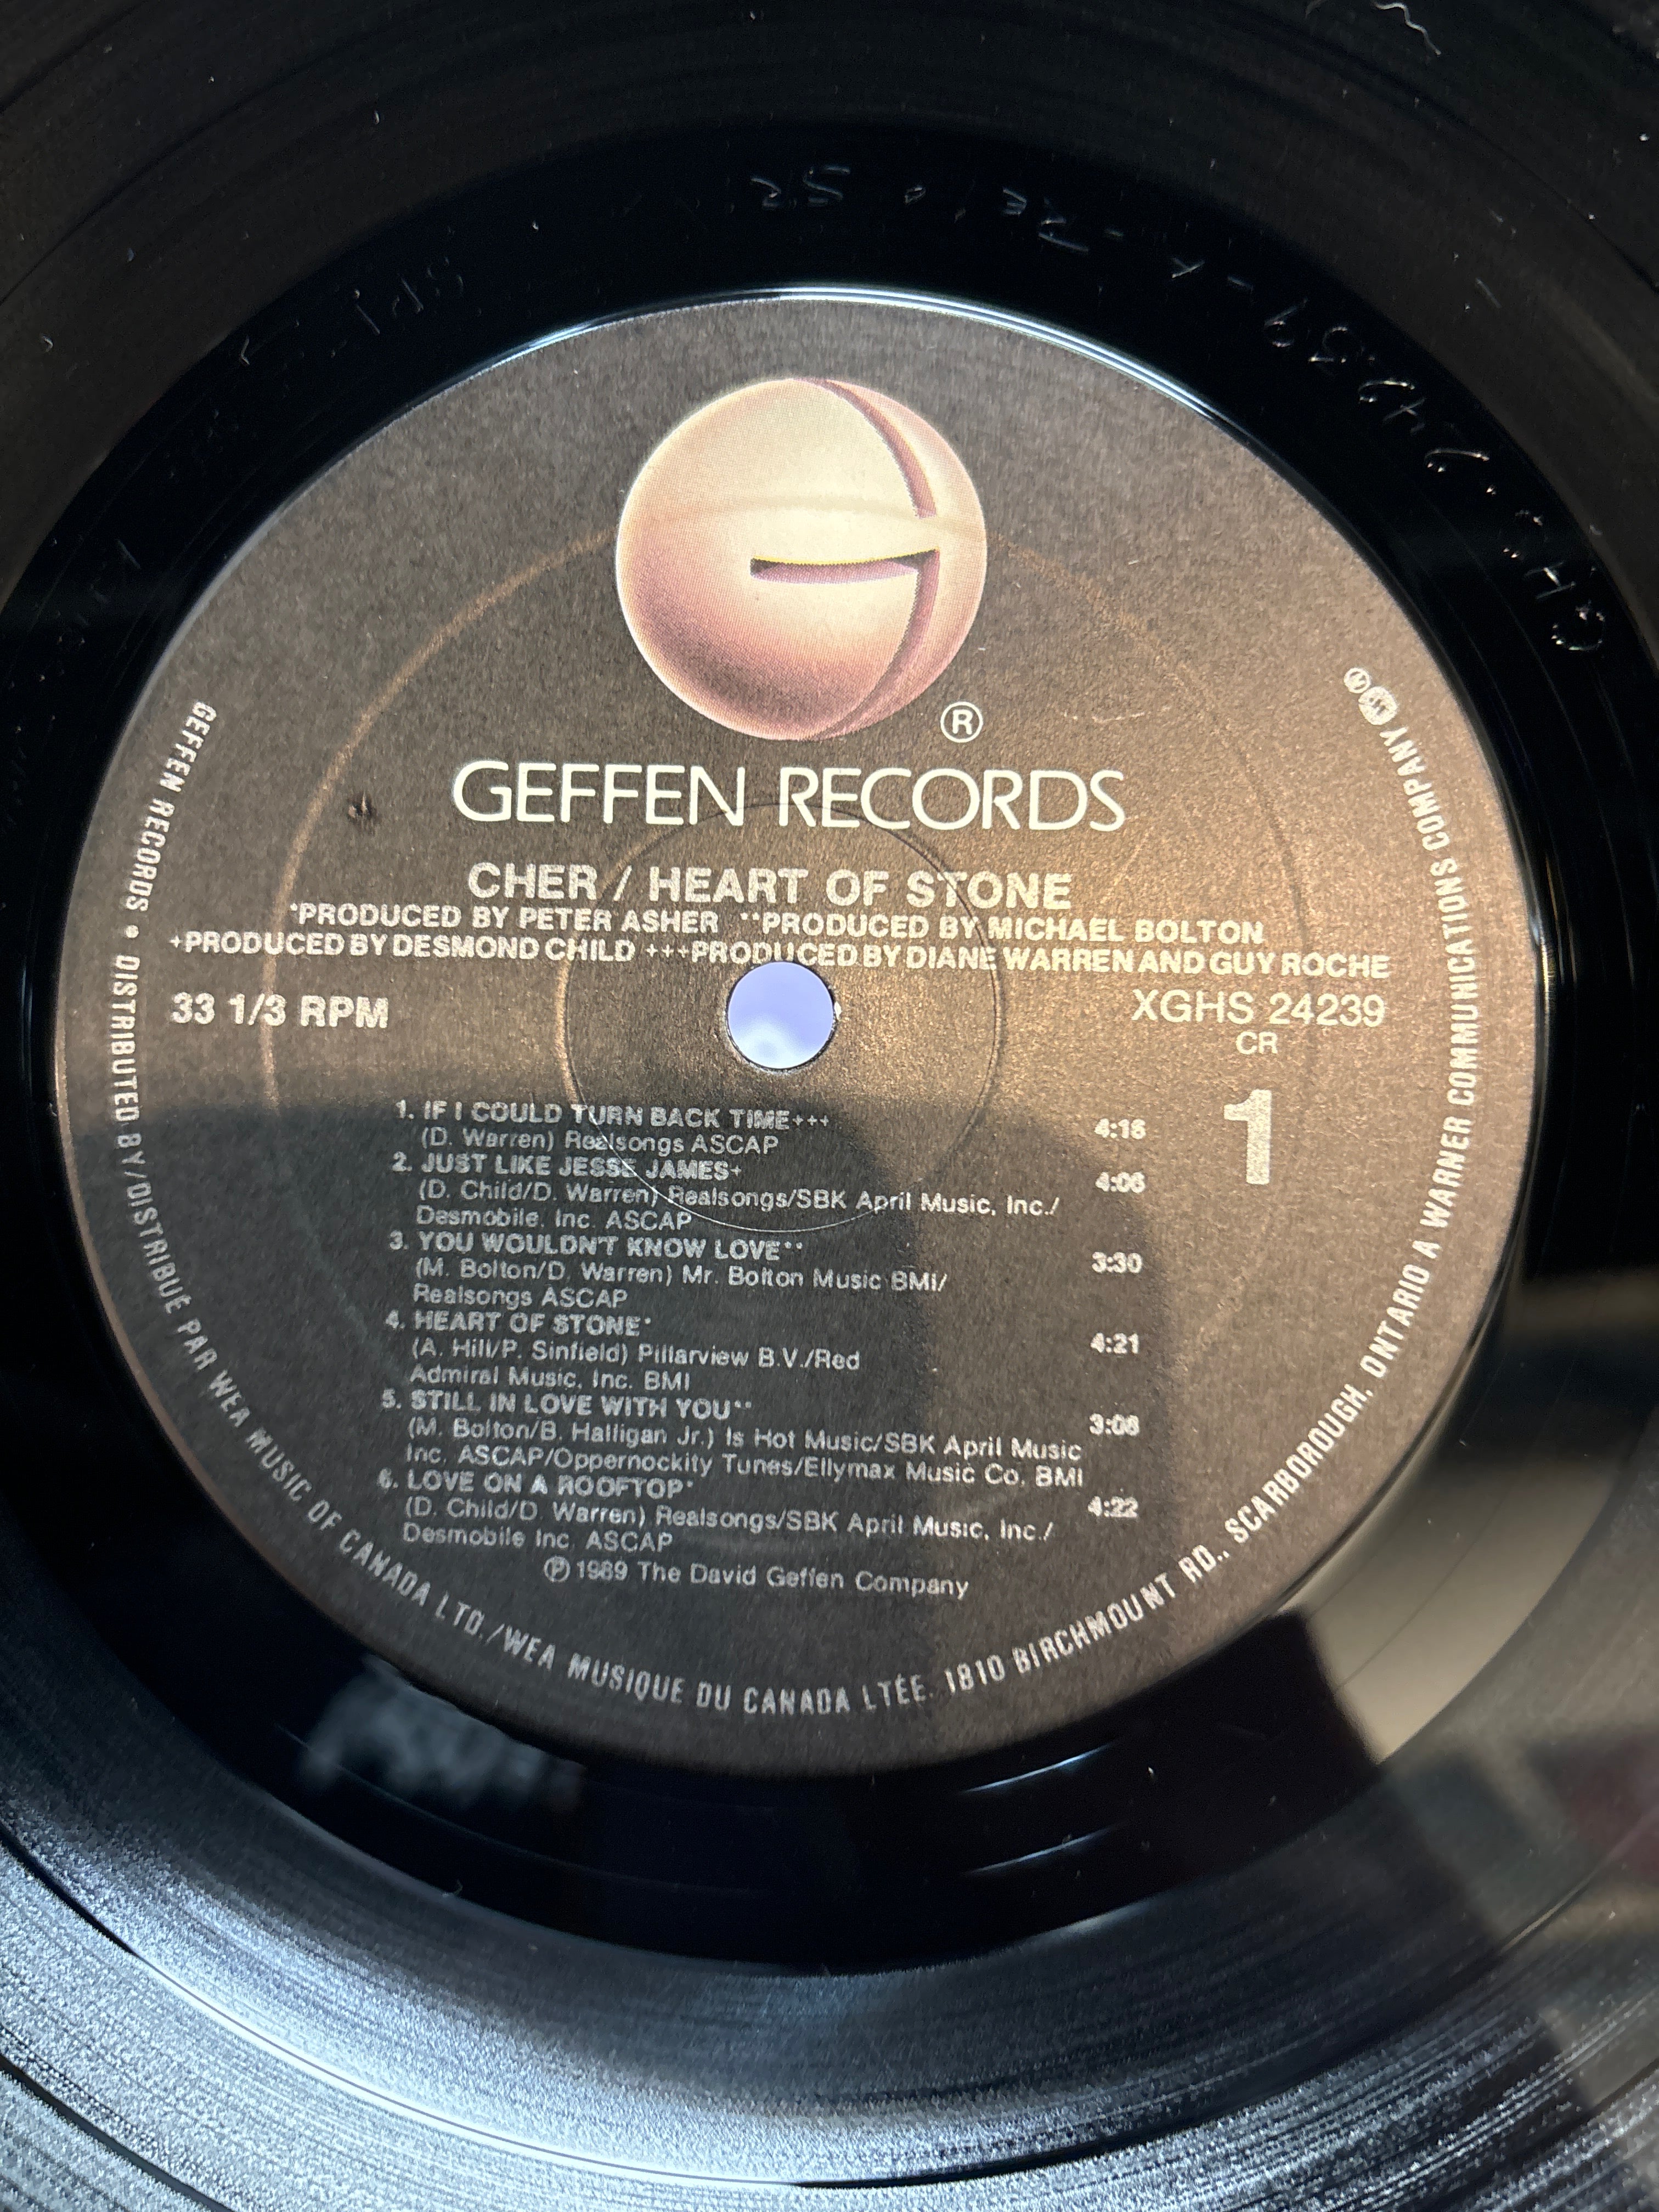 ®
GEFFEN RECORDS
CHER / HEART OF STONE
*PRODUCED BY PETER ASHER **PRODUCED BY MICHAEL BOLTON
+PRODUCED BY DESMOND CHILD +++PRODUCED BY DIANE WARREN AND GUY ROCHE
33 1/3 RPM
XGHS 24239
CR
1
1. IF I COULD TURN BACK TIME+++ 4:16
(D. Warren) Realsongs ASCAP
2. JUST LIKE JESSE JAMES+ 4:06
(D. Child/D. Warren) Realsongs/SBK April Music, Inc./
Desmobile, Inc. ASCAP
3. YOU WOULDN'T KNOW LOVE** 3:30
(M. Bolton/D. Warren) Mr. Bolton Music BMI/
Realsongs ASCAP
4. HEART OF STONE* 4:21
(A. Hill/P. Sinfield) Pillarview B.V./Red
Admiral Music, Inc. BMI
5. STILL IN LOVE WITH YOU** 3:08
(M. Bolton/B. Halligan Jr.) Is Hot Music/SBK April Music
Inc. ASCAP/Oppernockity Tunes/Ellymax Music Co. BMI
6. LOVE ON A ROOFTOP* 4:22
(D. Child/D. Warren) Realsongs/SBK April Music, Inc./
Desmobile Inc. ASCAP
℗ 1989 The David Geffen Company
GEFFEN RECORDS • DISTRIBUTED BY/DISTRIBUÉ PAR WEA MUSIC OF CANADA LTD./WEA MUSIQUE DU CANADA LTÉE. 1810 BIRCHMOUNT RD., SCARBOROUGH, ONTARIO A WARNER COMMUNICATIONS COMPANY